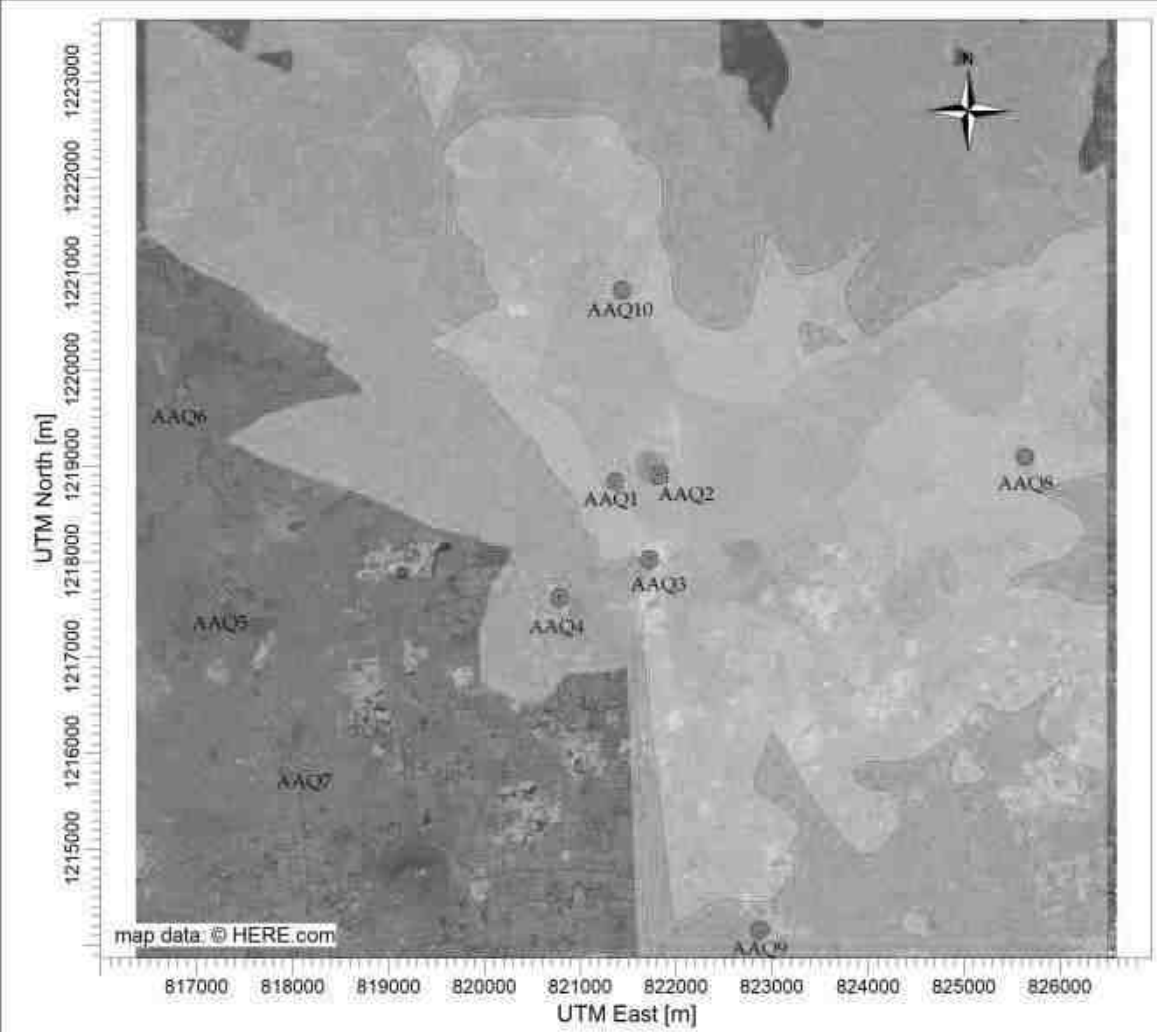 N
1223000
1222000
1221000
1220000
1219000
1218000
1217000
1216000
1215000
UTM North [m]
AAQ10
AAQ6
AAQ1
AAQ2
AAQ8
AAQ3
AAQ4
AAQ5
AAQ7
AAQ9
map data: © HERE.com
817000 818000 819000 820000 821000 822000 823000 824000 825000 826000
UTM East [m]